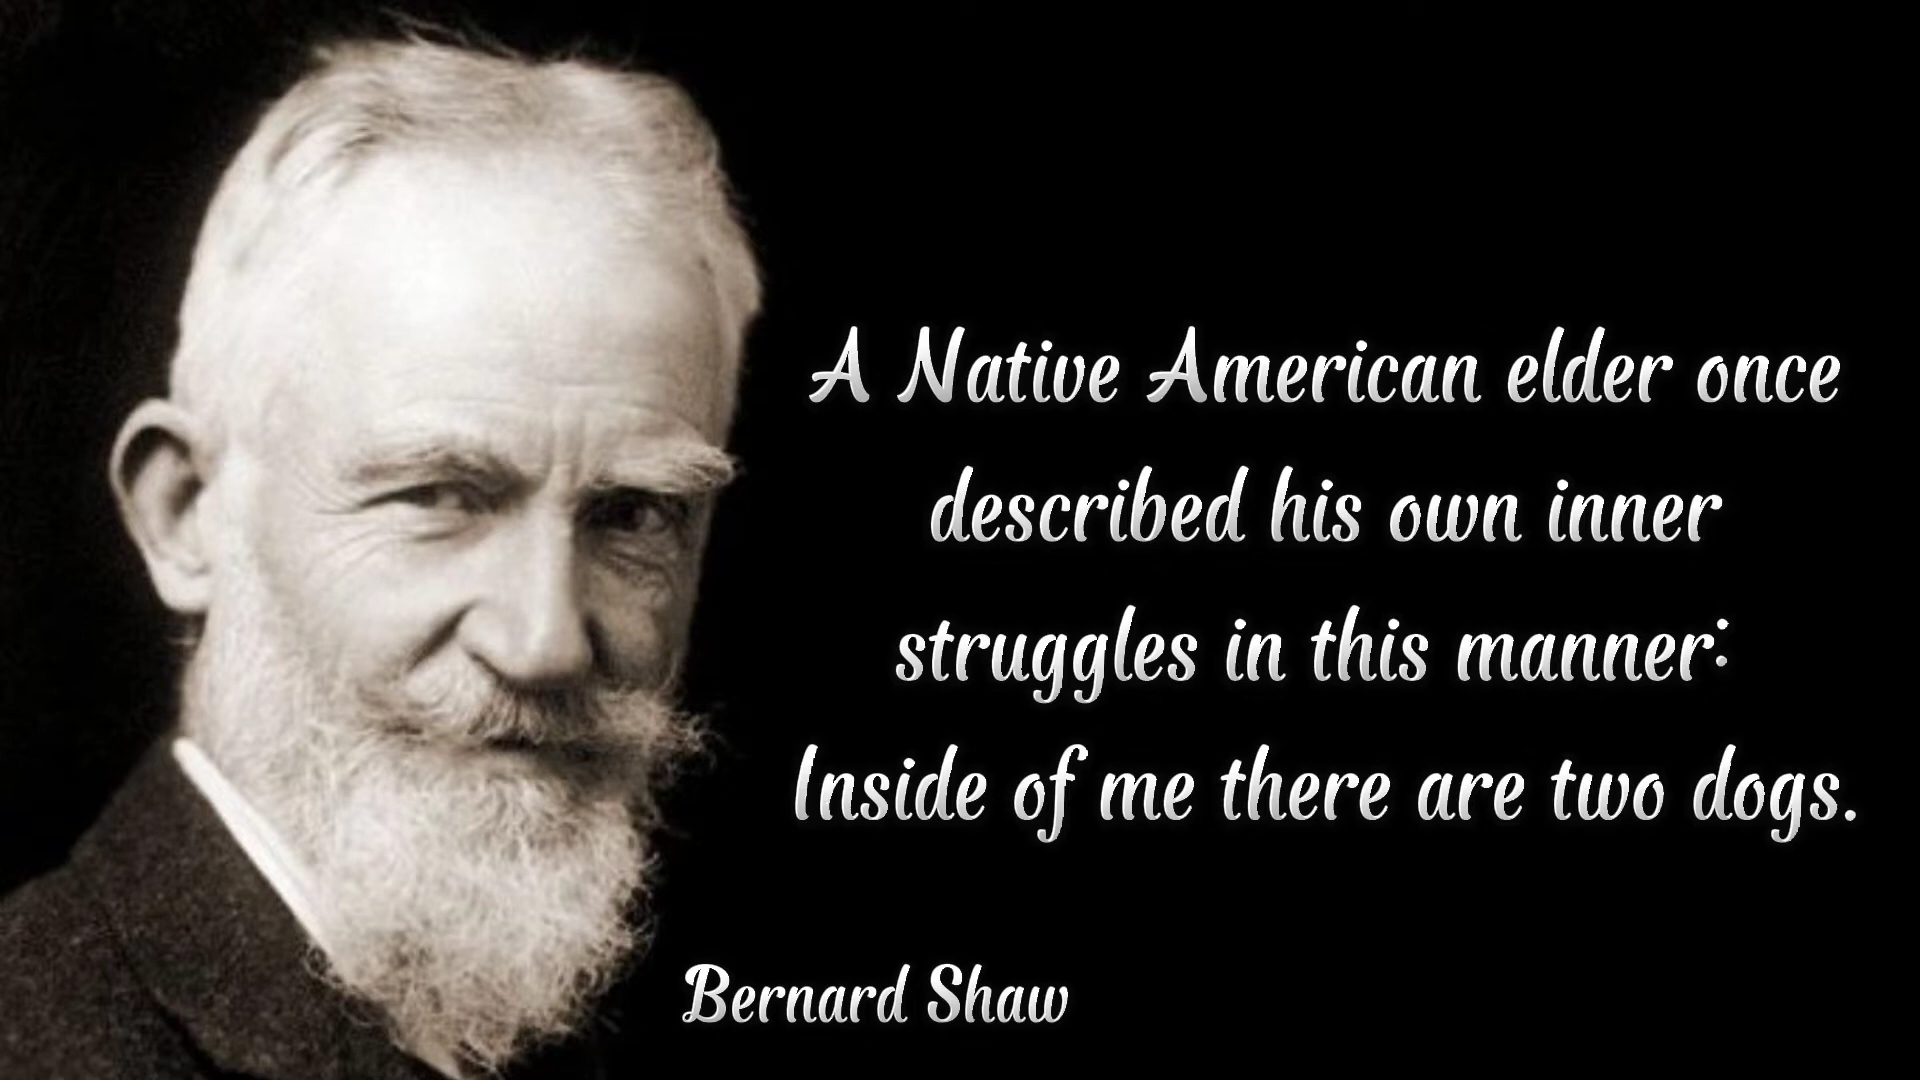 A Native American elder once
described his own inner
struggles in this manner:
Inside of me there are two dogs.
Bernard Shaw